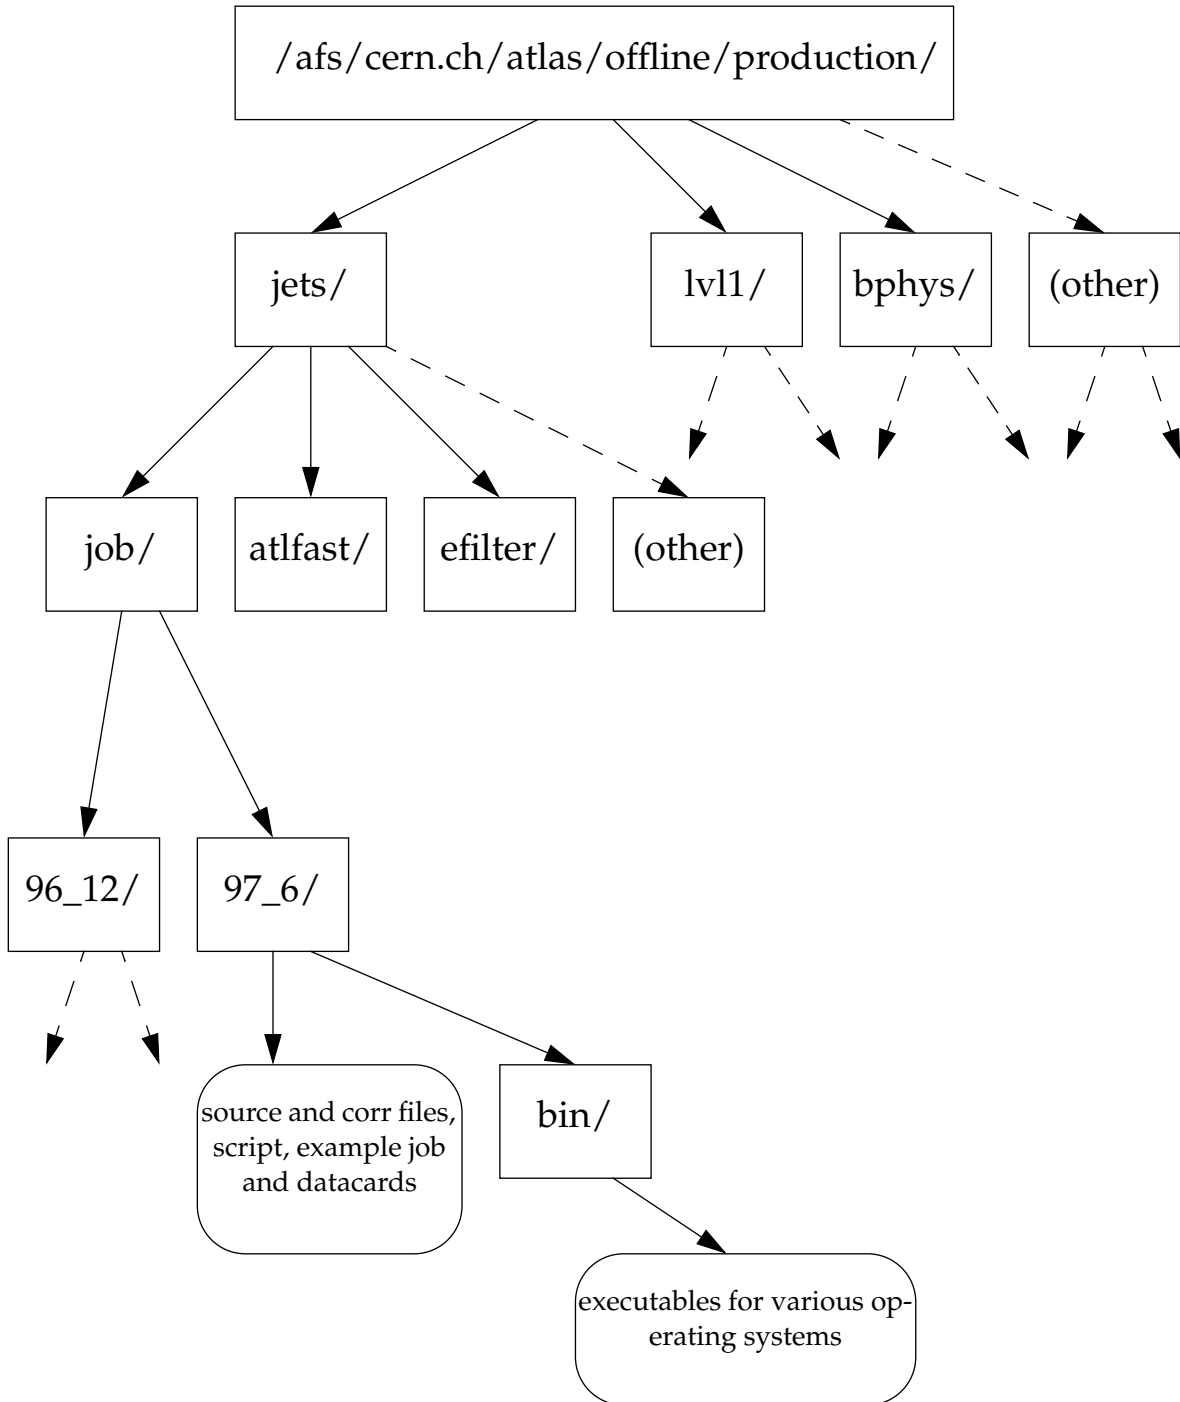 /afs/cern.ch/atlas/offline/production/
jets/
lvl1/
bphys/
(other)
job/
atlfast/
efilter/
(other)
96_12/
97_6/
source and corr files,
script, example job
and datacards
bin/
executables for various op-
erating systems